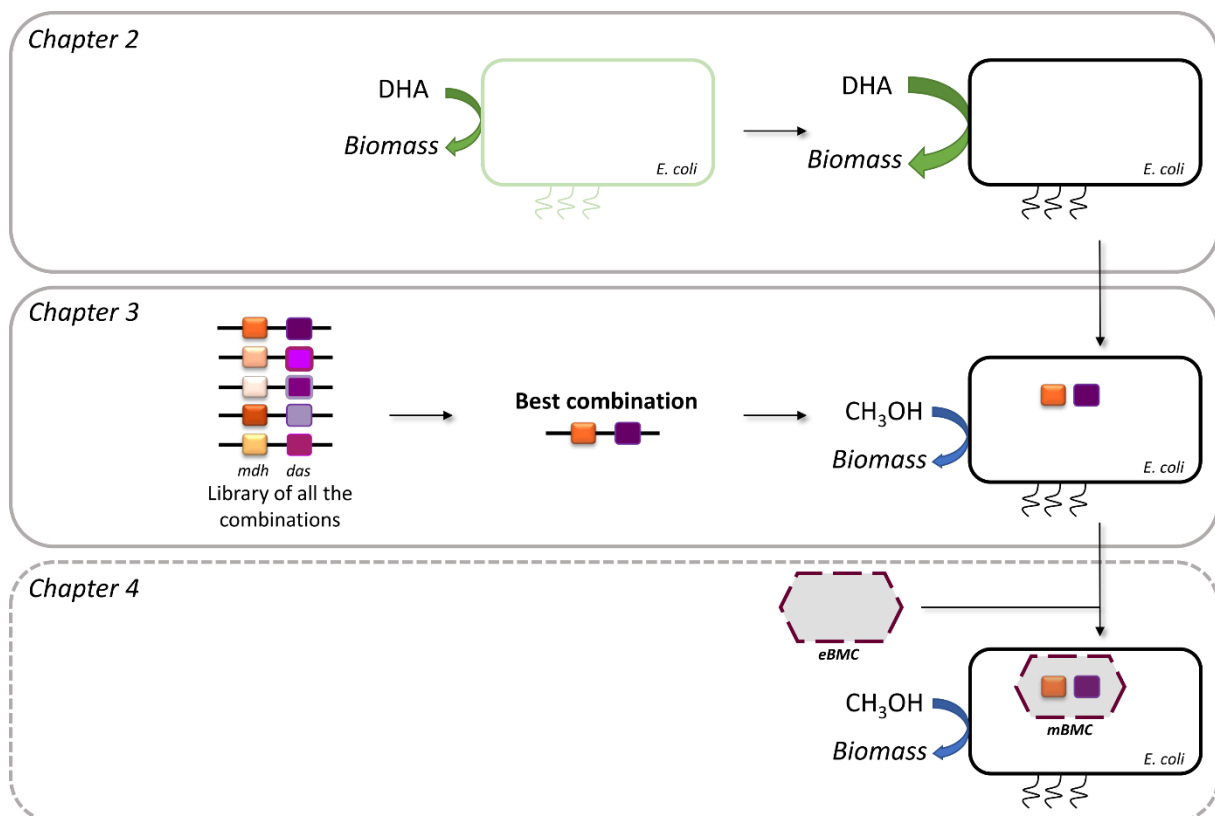 Chapter 2
DHA
Biomass
E. coli
DHA
Biomass
E. coli
Chapter 3
mdh das
Library of all the
combinations
Best combination
CH₃OH
Biomass
E. coli
Chapter 4
eBMC
CH₃OH
Biomass
mBMC
E. coli